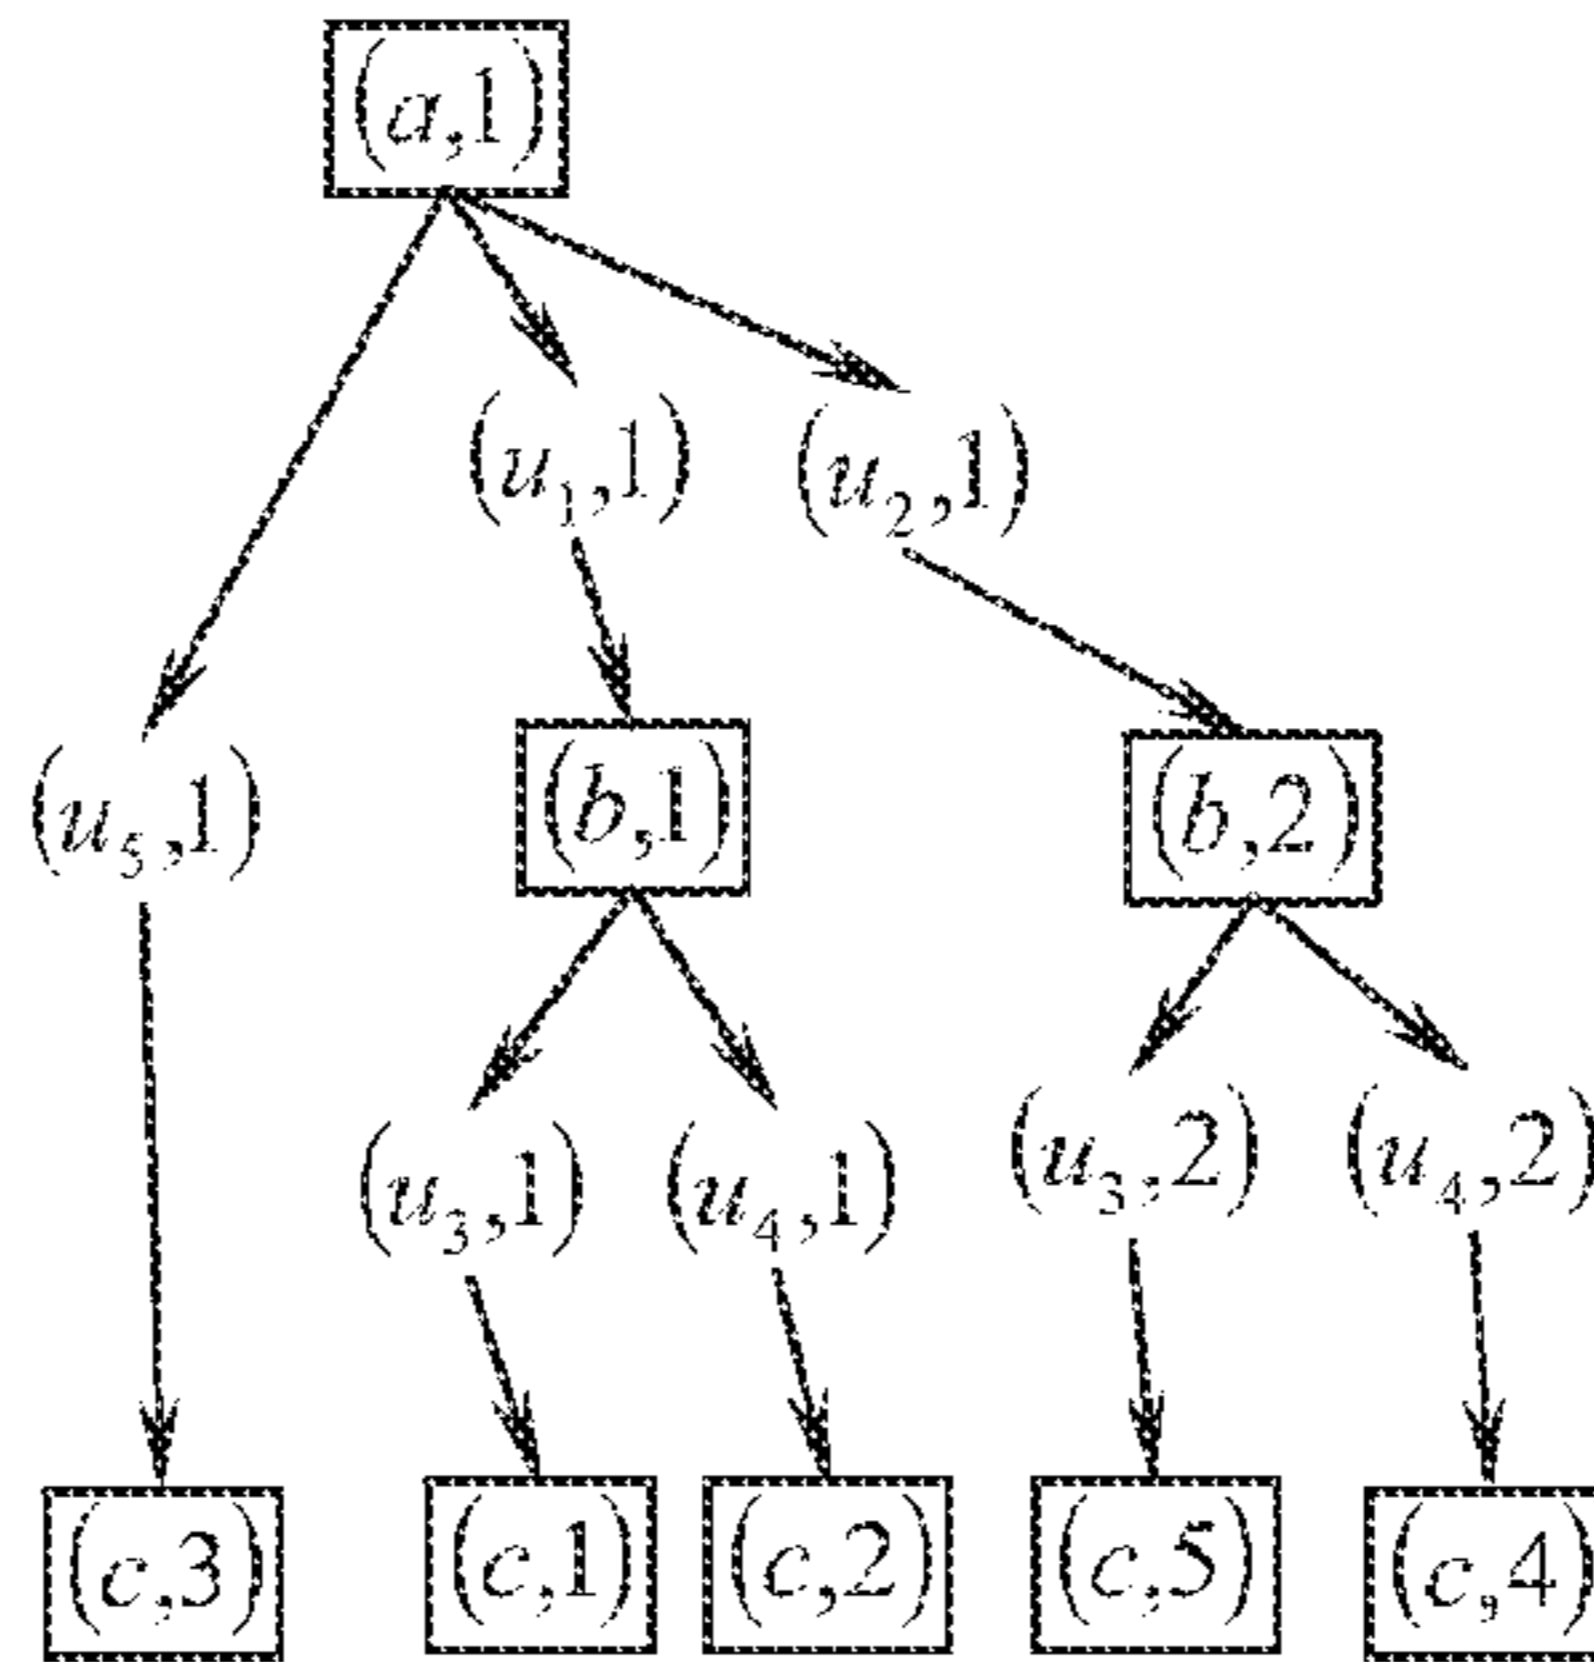 (a,1)
(u₁,1) (u₂,1)
(u₅,1) (b,1) (b,2)
(u₃,1) (u₄,1) (u₃,2) (u₄,2)
(c,3) (c,1) (c,2) (c,5) (c,4)